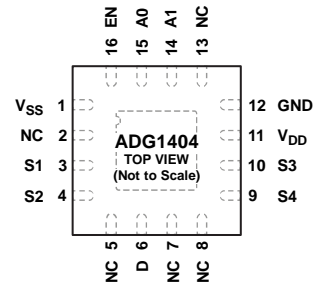 16 EN
15 A0
14 A1
13 NC
VSS 1
NC 2
S1 3
S2 4
ADG1404
TOP VIEW
(Not to Scale)
12 GND
11 VDD
10 S3
9 S4
NC 5
D 6
NC 7
NC 8